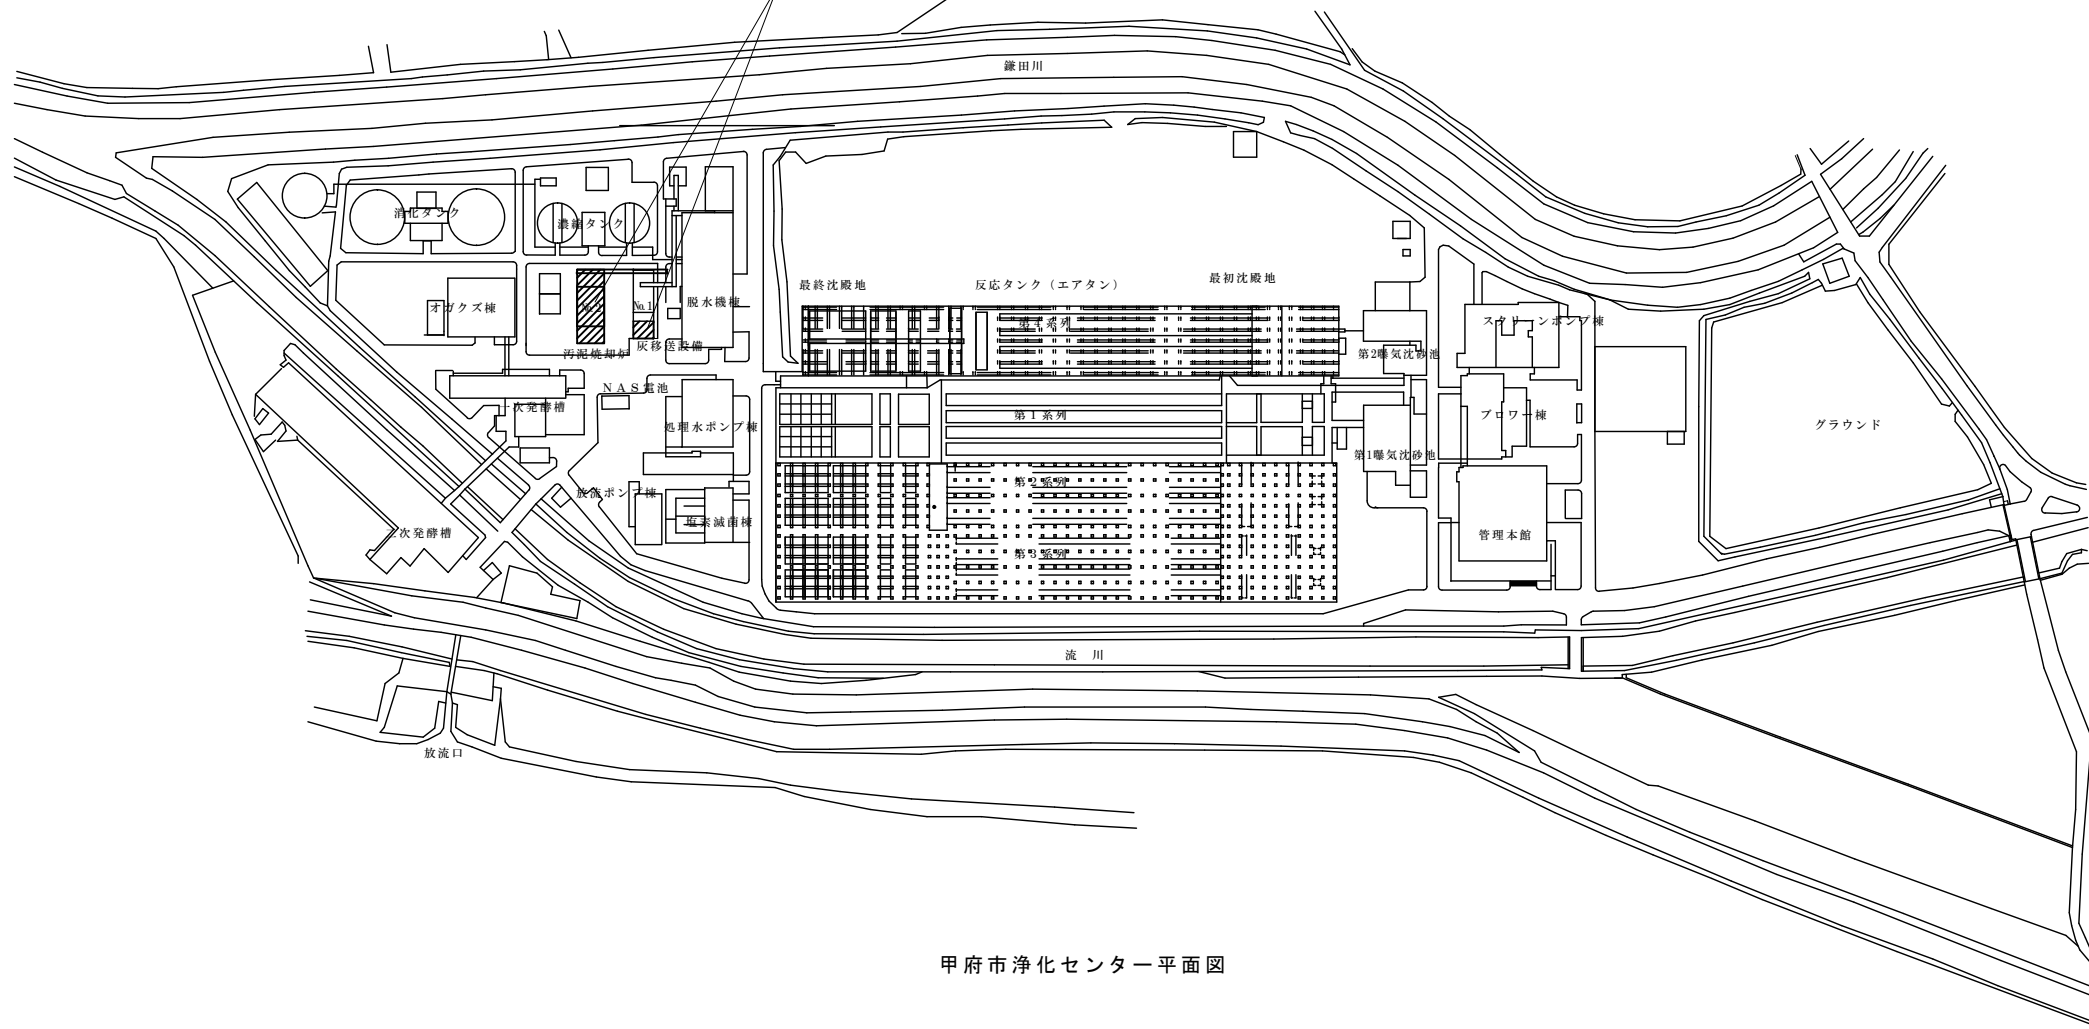 鎌田川
消化タンク
濃縮タンク
最終沈殿地
反応タンク（エアタン）
最初沈殿地
オガクズ棟
№2
№1
脱水機棟
第４系列
スクリーンポンプ棟
汚泥焼却炉
灰移送設備
第2曝気沈砂池
ＮＡＳ電池
一次発酵槽
第１系列
ブロワー棟
グラウンド
処理水ポンプ棟
第1曝気沈砂池
放流ポンプ棟
第２系列
塩素滅菌棟
二次発酵槽
管理本館
第３系列
流　川
放流口
甲府市浄化センター平面図